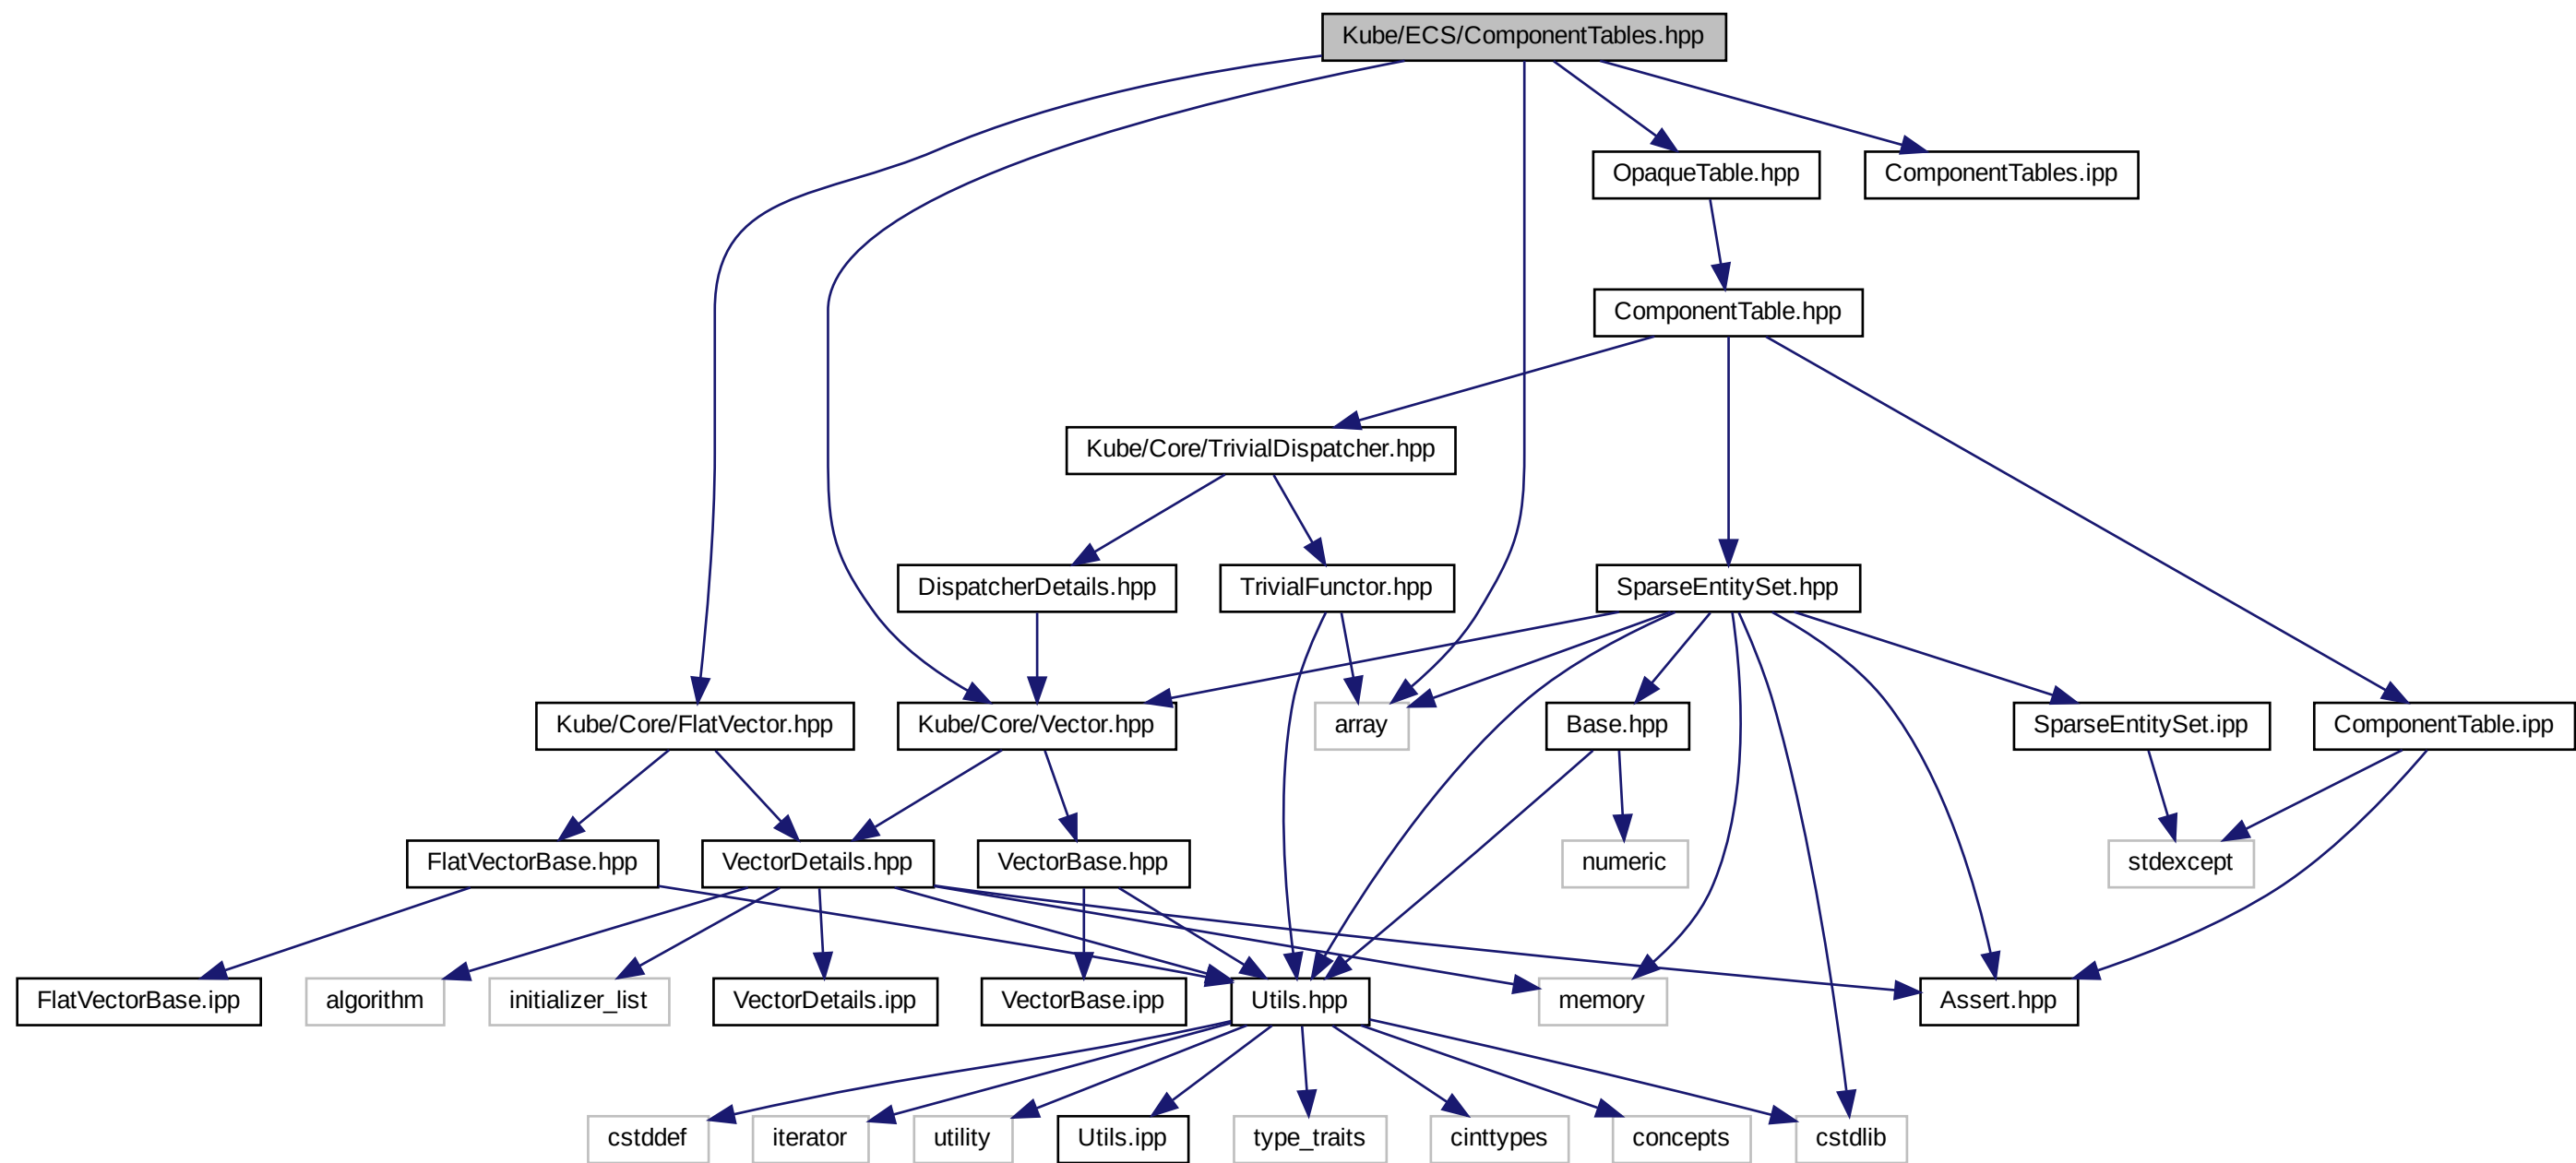 Kube/ECS/ComponentTables.hpp
OpaqueTable.hpp
ComponentTables.ipp
ComponentTable.hpp
Kube/Core/TrivialDispatcher.hpp
DispatcherDetails.hpp
TrivialFunctor.hpp
SparseEntitySet.hpp
Kube/Core/FlatVector.hpp
Kube/Core/Vector.hpp
array
Base.hpp
SparseEntitySet.ipp
ComponentTable.ipp
FlatVectorBase.hpp
VectorDetails.hpp
VectorBase.hpp
numeric
stdexcept
FlatVectorBase.ipp
algorithm
initializer_list
VectorDetails.ipp
VectorBase.ipp
Utils.hpp
memory
Assert.hpp
cstddef
iterator
utility
Utils.ipp
type_traits
cinttypes
concepts
cstdlib